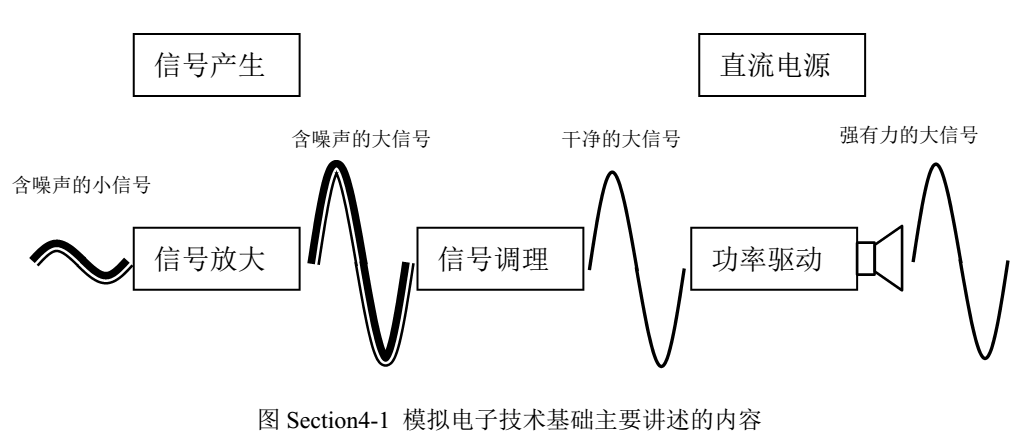 信号产生
直流电源
含噪声的大信号
干净的大信号
强有力的大信号
含噪声的小信号
信号放大
信号调理
功率驱动
图 Section4-1 模拟电子技术基础主要讲述的内容